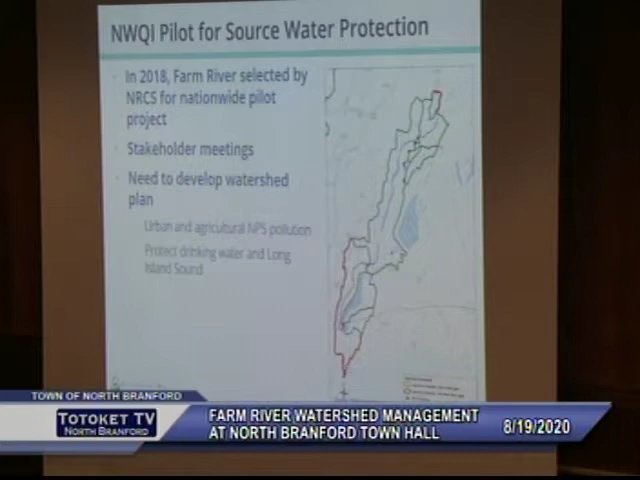 NWQI Pilot for Source Water Protection
In 2018, Farm River selected by
NRCS for nationwide pilot
project
Stakeholder meetings
Need to develop watershed
plan
Urban and agricultural NPS pollution
Protect drinking water and Long
Island Sound
TOWN OF NORTH BRANFORD
TOTOKET TV
NORTH BRANFORD
FARM RIVER WATERSHED MANAGEMENT
AT NORTH BRANFORD TOWN HALL
8/19/2020